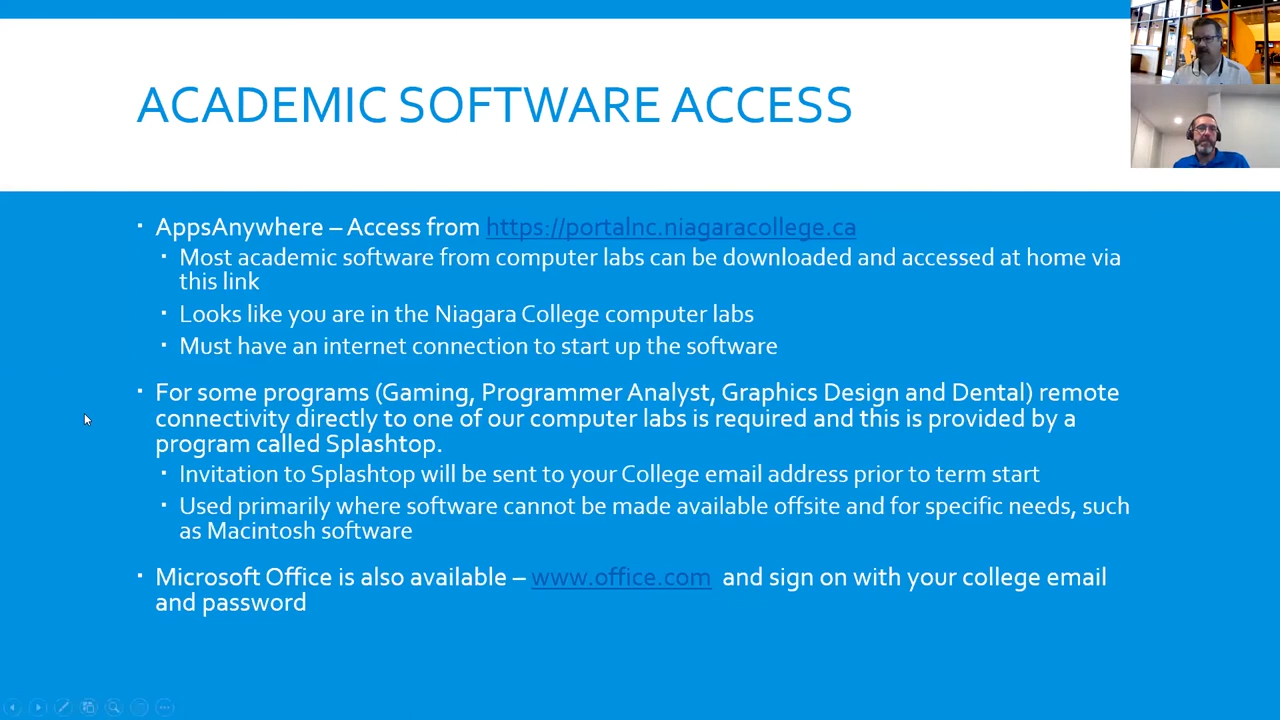 ACADEMIC SOFTWARE ACCESS
AppsAnywhere – Access from https://portalnc.niagaracollege.ca
Most academic software from computer labs can be downloaded and accessed at home via
this link
Looks like you are in the Niagara College computer labs
Must have an internet connection to start up the software
For some programs (Gaming, Programmer Analyst, Graphics Design and Dental) remote
connectivity directly to one of our computer labs is required and this is provided by a
program called Splashtop.
Invitation to Splashtop will be sent to your College email address prior to term start
Used primarily where software cannot be made available offsite and for specific needs, such
as Macintosh software
Microsoft Office is also available – www.office.com and sign on with your college email
and password